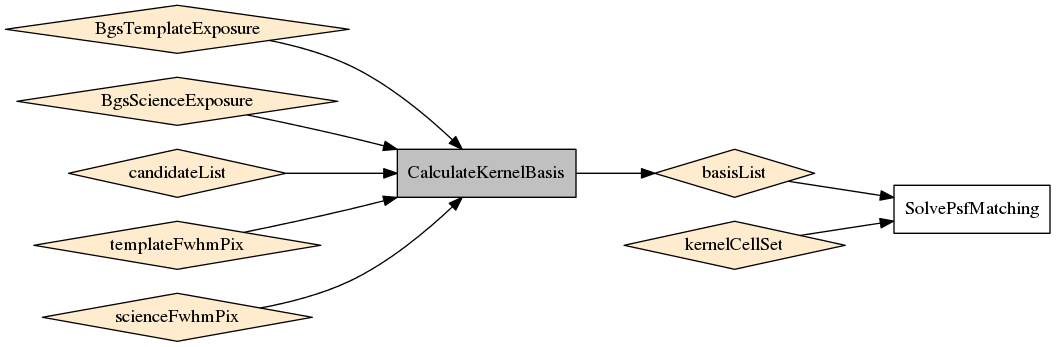 BgsTemplateExposure
BgsScienceExposure
candidateList
templateFwhmPix
scienceFwhmPix
CalculateKernelBasis
basisList
kernelCellSet
SolvePsfMatching